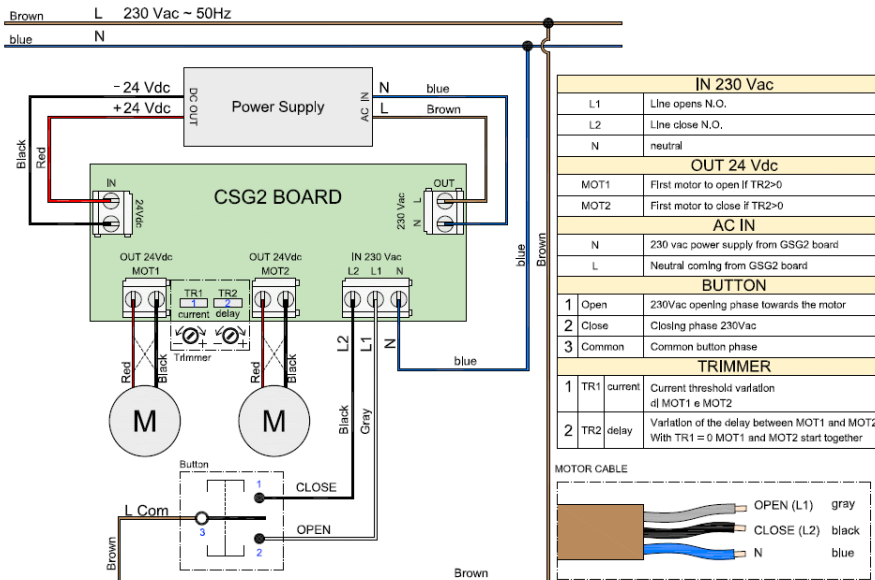 Brown L 230 Vac ~ 50Hz
blue N
− 24 Vdc
+ 24 Vdc
DC OUT
Power Supply
AC IN
N blue
L Brown
Black
Red
IN
24Vdc
CSG2 BOARD
OUT
230 Vac
L
N
OUT 24Vdc
MOT1
TR1
1
current
TR2
2
delay
OUT 24Vdc
MOT2
IN 230 Vac
L2 L1 N
- +
- +
Trimmer
Red
Black
Red
Black
L2
L1
N
blue
blue
Brown
Black
Gray
M
M
Button
1
CLOSE
L Com
3
OPEN
2
Brown
Brown
IN 230 Vac
L1 Line opens N.O.
L2 Line close N.O.
N neutral
OUT 24 Vdc
MOT1 First motor to open if TR2>0
MOT2 First motor to close if TR2>0
AC IN
N 230 vac power supply from GSG2 board
L Neutral coming from GSG2 board
BUTTON
1 Open 230Vac opening phase towards the motor
2 Close Closing phase 230Vac
3 Common Common button phase
TRIMMER
1 TR1 current Current threshold variation
di MOT1 e MOT2
2 TR2 delay Variation of the delay between MOT1 and MOT2
With TR1 = 0 MOT1 and MOT2 start together
MOTOR CABLE
OPEN (L1) gray
CLOSE (L2) black
N blue